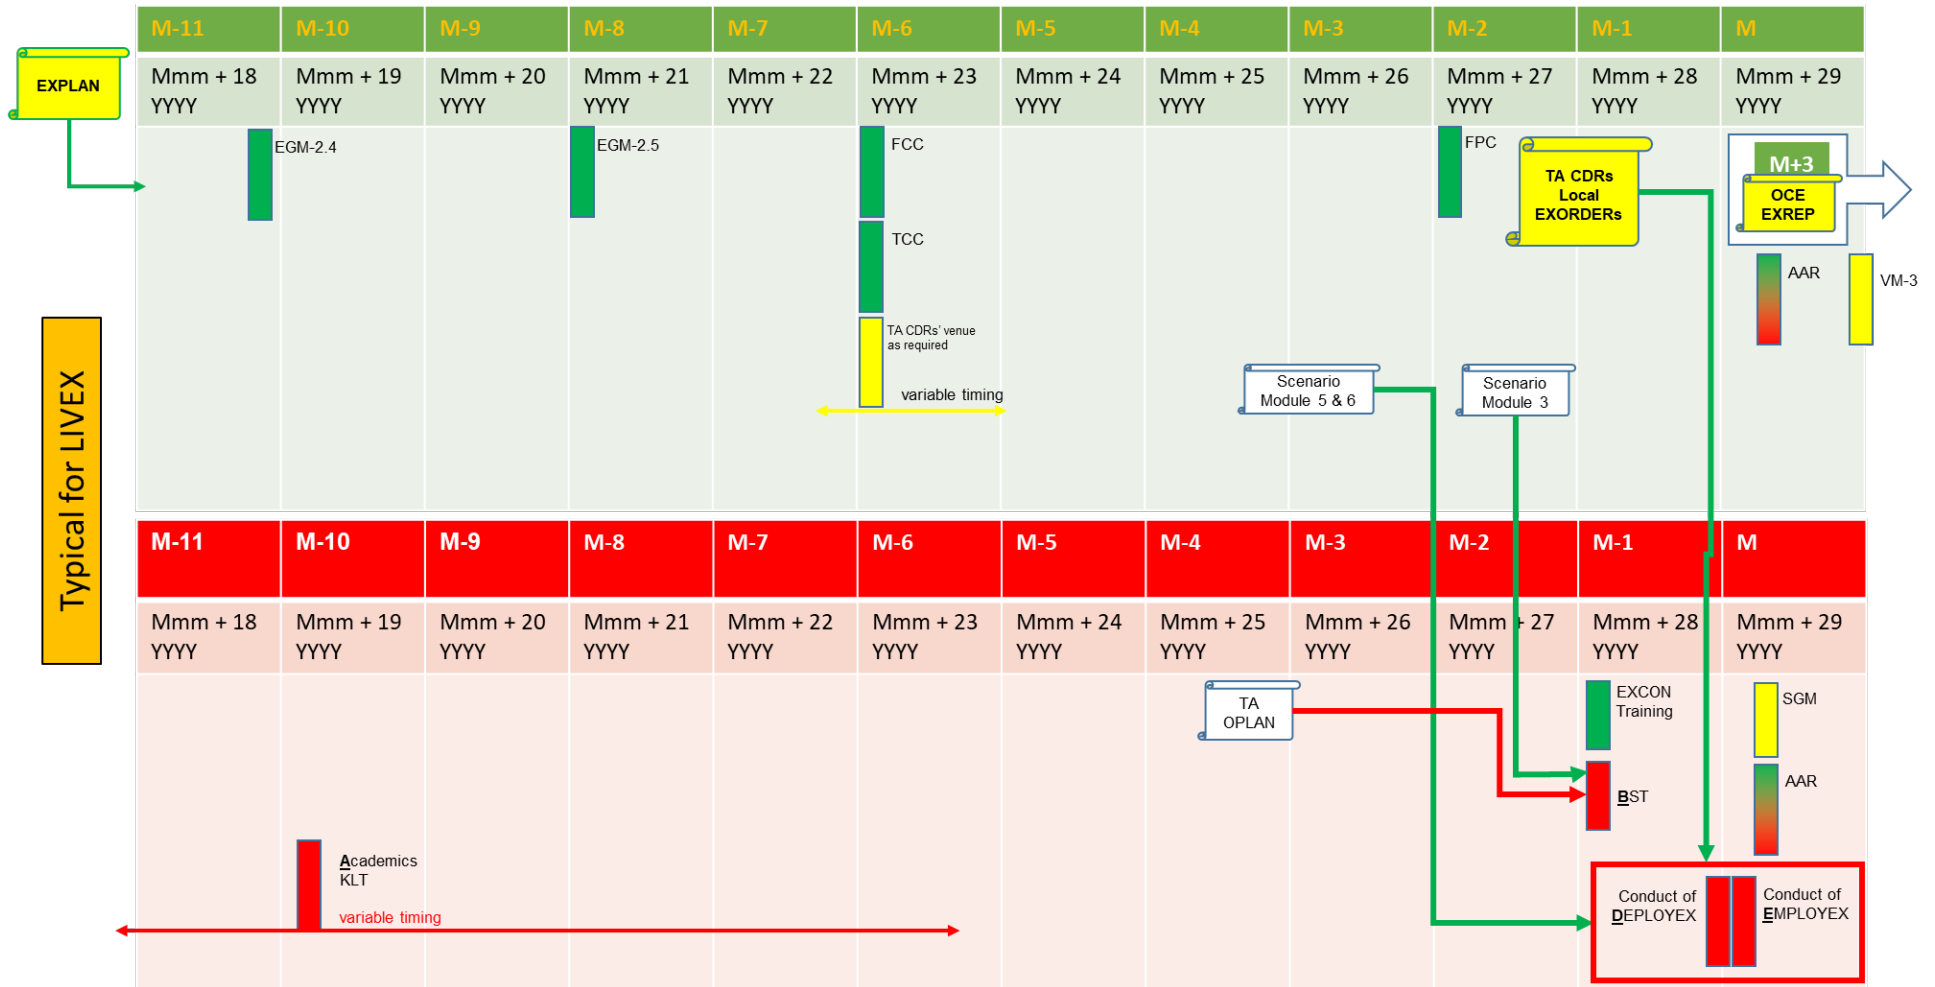 M-11 M-10 M-9 M-8 M-7 M-6 M-5 M-4 M-3 M-2 M-1 M
EXPLAN
Mmm + 18 Mmm + 19 Mmm + 20 Mmm + 21 Mmm + 22 Mmm + 23 Mmm + 24 Mmm + 25 Mmm + 26 Mmm + 27 Mmm + 28 Mmm + 29
YYYY YYYY YYYY YYYY YYYY YYYY YYYY YYYY YYYY YYYY YYYY YYYY
EGM-2.4
EGM-2.5
FCC
FPC
TA CDRs
Local
EXORDERs
M+3
OCE
EXREP
TCC
AAR
VM-3
TA CDRs' venue
as required
variable timing
Scenario
Module 5 & 6
Scenario
Module 3
Typical for LIVEX
M-11 M-10 M-9 M-8 M-7 M-6 M-5 M-4 M-3 M-2 M-1 M
Mmm + 18 Mmm + 19 Mmm + 20 Mmm + 21 Mmm + 22 Mmm + 23 Mmm + 24 Mmm + 25 Mmm + 26 Mmm + 27 Mmm + 28 Mmm + 29
YYYY YYYY YYYY YYYY YYYY YYYY YYYY YYYY YYYY YYYY YYYY YYYY
TA
OPLAN
EXCON
Training
SGM
BST
AAR
Academics
KLT
variable timing
Conduct of
DEPLOYEX
Conduct of
EMPLOYEX